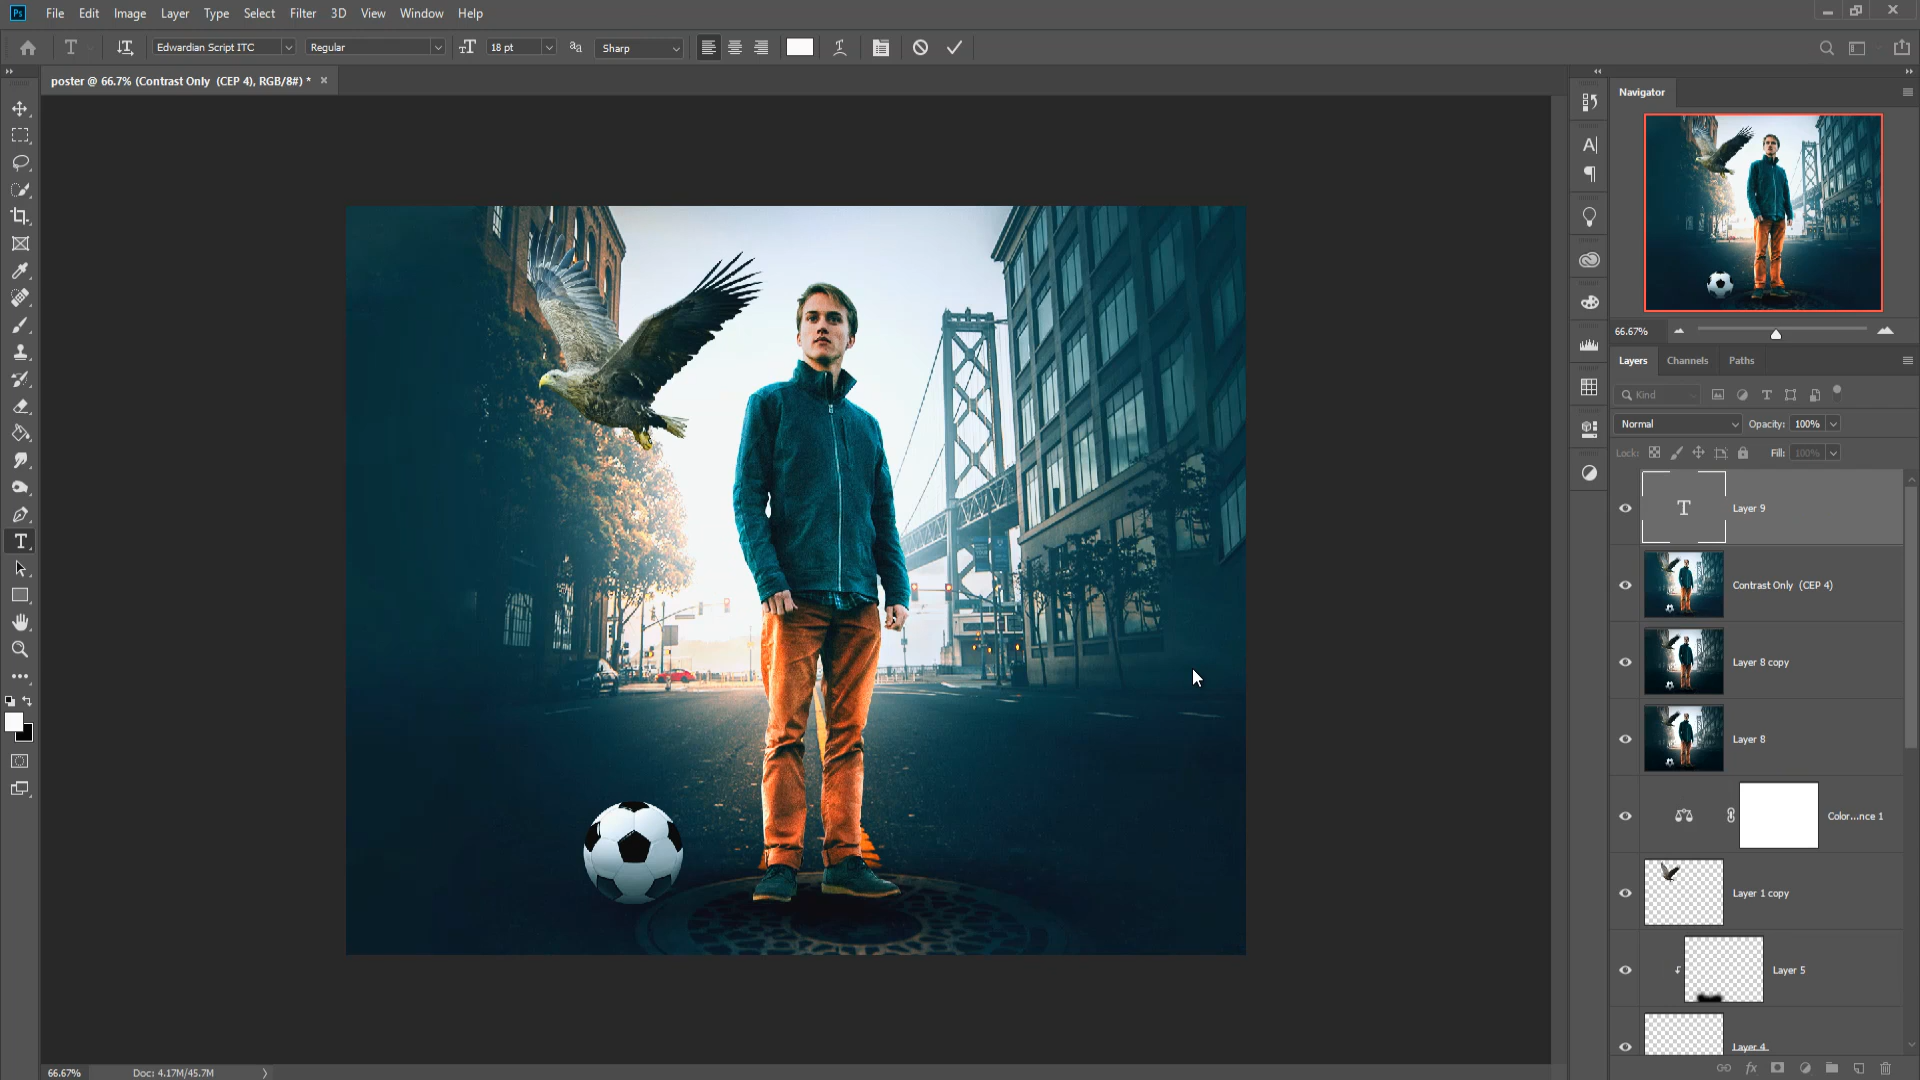 Ps File Edit Image Layer Type Select Filter 3D View Window Help
T Edwardian Script ITC Regular 18 pt Sharp
poster @ 66.7% (Contrast Only (CEP 4), RGB/8#) *
Navigator
66.67%
Layers Channels Paths
Kind
Normal Opacity: 100%
Lock: Fill: 100%
T Layer 9
Contrast Only (CEP 4)
Layer 8 copy
Layer 8
Color...nce 1
Layer 1 copy
Layer 5
Layer 4
66.67% Doc: 4.17M/45.7M